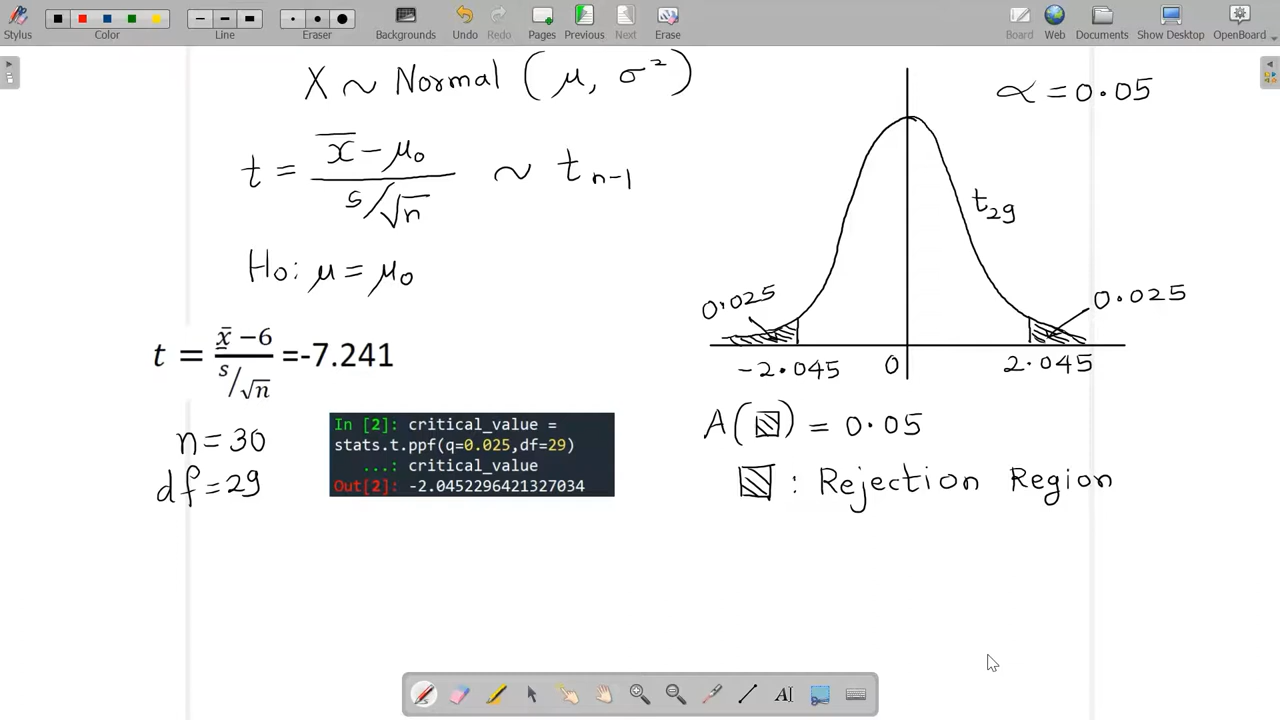 Stylus
Color
Line
Eraser
Backgrounds
Undo
Redo
Pages
Previous
Next
Erase
Board
Web
Documents
Show Desktop
OpenBoard
X ~ Normal (μ, σ²)
α = 0.05
t = x̄ - μ₀ / s/√n ~ t n-1
t₂₉
H₀: μ = μ₀
0.025
0.025
t = x̄ -6 / s/√n =-7.241
-2.045 0 2.045
n = 30
df = 29
In [2]: critical_value =
stats.t.ppf(q=0.025,df=29)
...: critical_value
Out[2]: -2.0452296421327034
A(▨) = 0.05
▨ : Rejection Region
AI